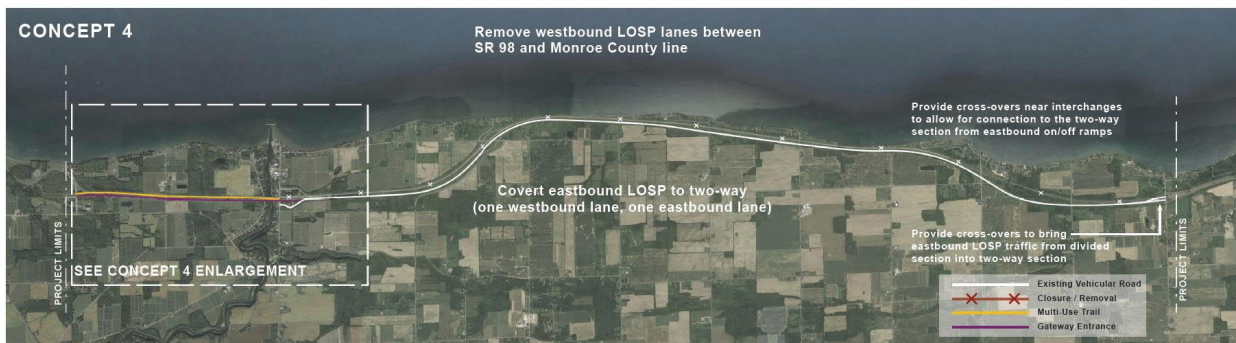 CONCEPT 4
Remove westbound LOSP lanes between
SR 98 and Monroe County line
Provide cross-overs near interchanges
to allow for connection to the two-way
section from eastbound on/off ramps
Covert eastbound LOSP to two-way
(one westbound lane, one eastbound lane)
PROJECT LIMITS
SEE CONCEPT 4 ENLARGEMENT
Provide cross-overs to bring
eastbound LOSP traffic from divided
section into two-way section
PROJECT LIMITS
Existing Vehicular Road
Closure / Removal
Multi-Use Trail
Gateway Entrance